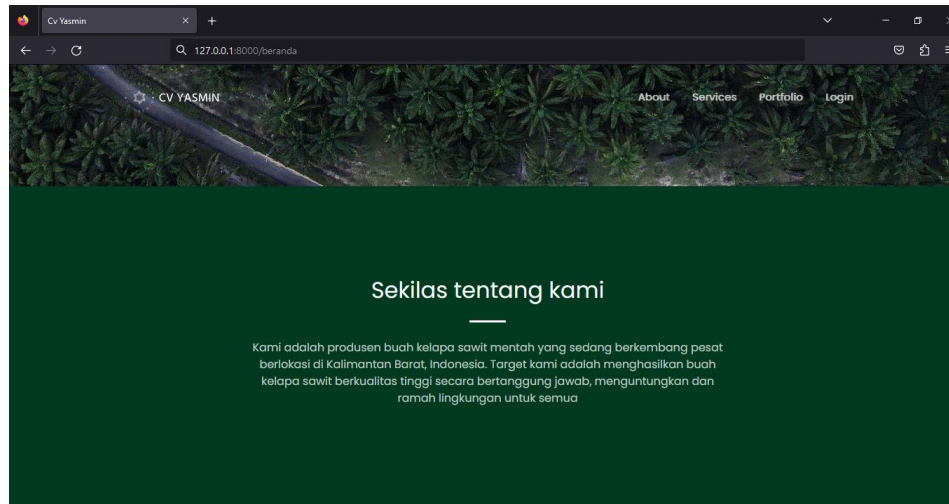 Cv Yasmin
127.0.0.1:8000/beranda
CV YASMIN
About Services Portfolio Login
Sekilas tentang kami
Kami adalah produsen buah kelapa sawit mentah yang sedang berkembang pesat
berlokasi di Kalimantan Barat, Indonesia. Target kami adalah menghasilkan buah
kelapa sawit berkualitas tinggi secara bertanggung jawab, menguntungkan dan
ramah lingkungan untuk semua